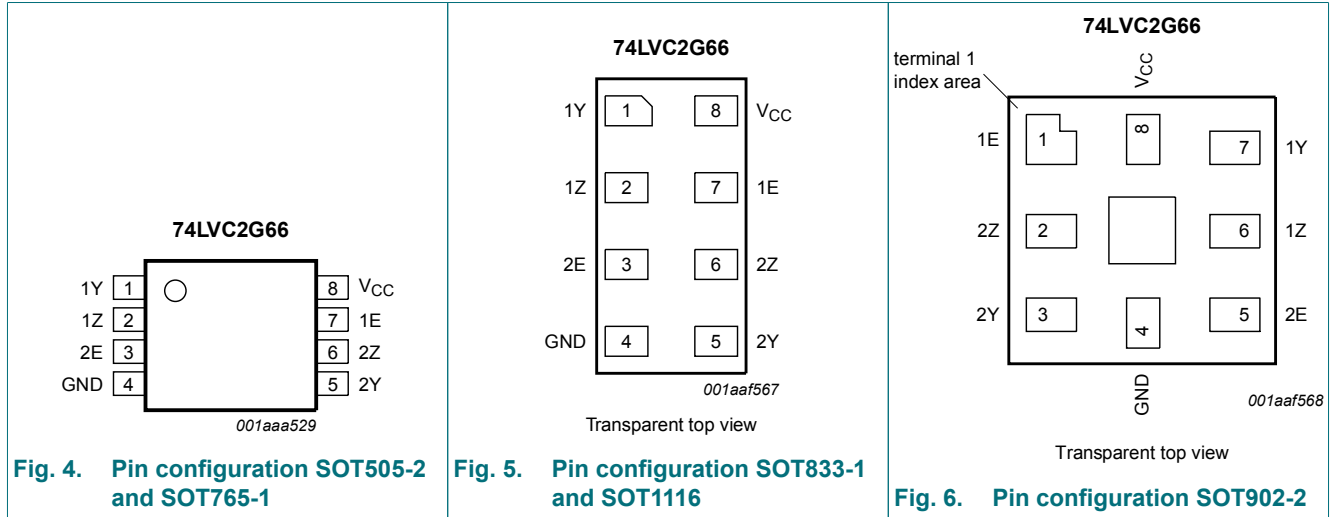 74LVC2G66
1Y 1 8 VCC
1Z 2 7 1E
2E 3 6 2Z
GND 4 5 2Y
001aaa529
Fig. 4. Pin configuration SOT505-2
and SOT765-1
74LVC2G66
1Y 1 8 VCC
1Z 2 7 1E
2E 3 6 2Z
GND 4 5 2Y
001aaf567
Transparent top view
Fig. 5. Pin configuration SOT833-1
and SOT1116
74LVC2G66
terminal 1
index area
VCC
1E 1 8 7 1Y
2Z 2 6 1Z
2Y 3 4 5 2E
GND
001aaf568
Transparent top view
Fig. 6. Pin configuration SOT902-2